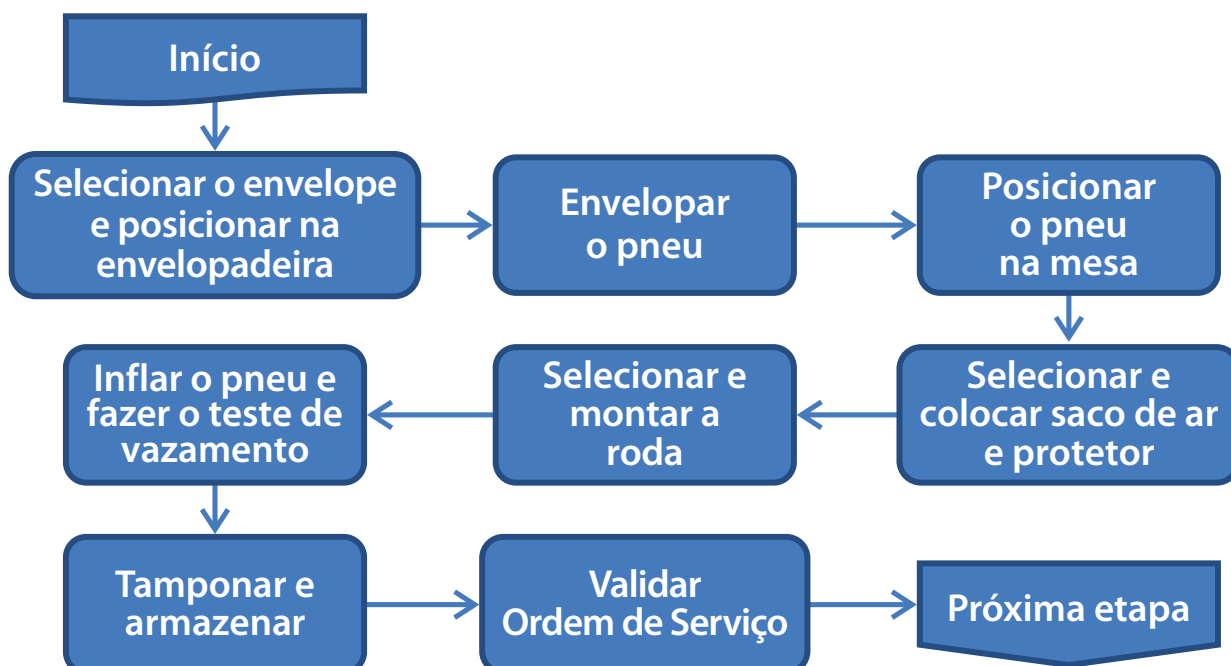 Início
Selecionar o envelope
e posicionar na
envelopadeira
Envelopar
o pneu
Posicionar
o pneu
na mesa
Selecionar e
colocar saco de ar
e protetor
Selecionar e
montar a
roda
Inflar o pneu e
fazer o teste de
vazamento
Tamponar e
armazenar
Validar
Ordem de Serviço
Próxima etapa